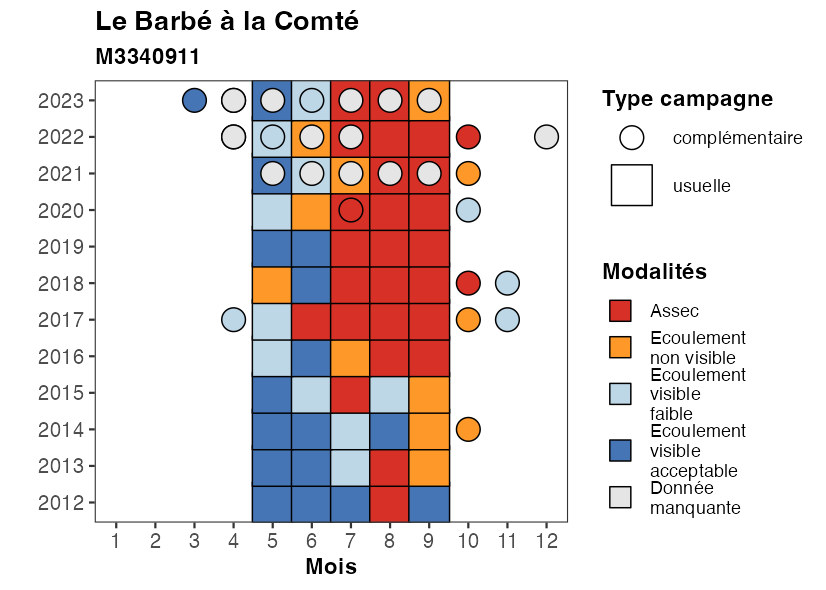 Le Barbé à la Comté
M3340911
2023
2022
2021
2020
2019
2018
2017
2016
2015
2014
2013
2012
1 2 3 4 5 6 7 8 9 10 11 12
Mois
Type campagne
complémentaire
usuelle
Modalités
Assec
Ecoulement
non visible
Ecoulement
visible
faible
Ecoulement
visible
acceptable
Donnée
manquante